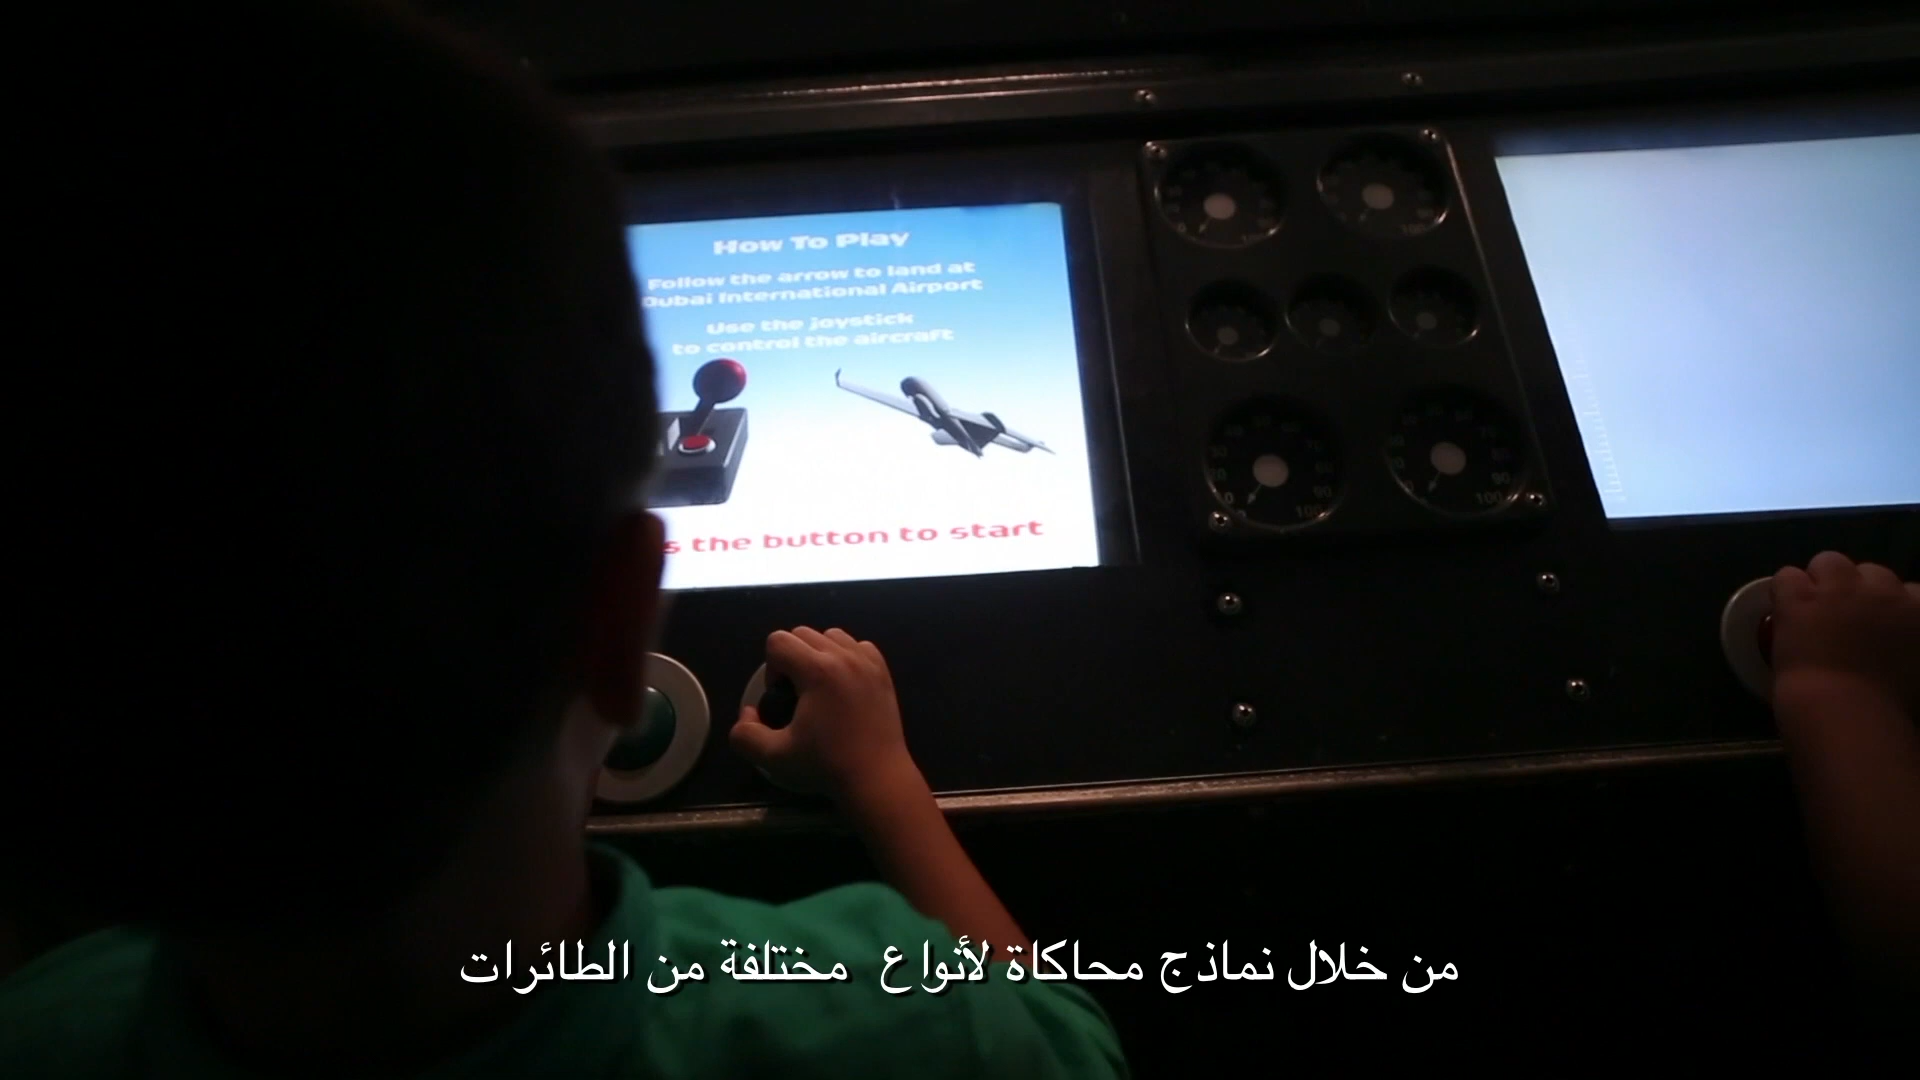 How To Play
Follow the arrow to land at
Dubai International Airport
Use the joystick
to control the aircraft
the button to start
من خلال نماذج محاكاة لأنواع مختلفة من الطائرات